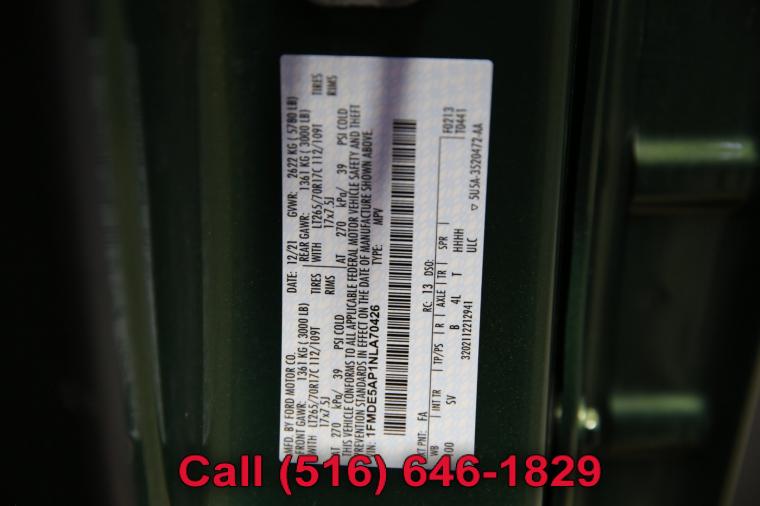 MFD. BY FORD MOTOR CO.
DATE: 12/21 GVWR: 2622 KG ( 5780 LB)
FRONT GAWR: 1361 KG ( 3000 LB) REAR GAWR: 1361 KG ( 3000 LB)
WITH LT265/70R17C 112/109T TIRES WITH LT265/70R17C 112/109T TIRES
17x7.5J RIMS 17x7.5J RIMS
AT 270 kPa/ 39 PSI COLD AT 270 kPa/ 39 PSI COLD
THIS VEHICLE CONFORMS TO ALL APPLICABLE FEDERAL MOTOR VEHICLE SAFETY AND THEFT
PREVENTION STANDARDS IN EFFECT ON THE DATE OF MANUFACTURE SHOWN ABOVE.
VIN: 1FMDE5AP1NLA70426 TYPE: MPV
EXT PNT: FA RC: 13 DSO: F0213
WB INT TR TP/PS R AXLE TR SPR T0441
100 SV B 4L T HHHH
ULC
3202112212941 ▽ 5U5A-3520472-AA
Call (516) 646-1829